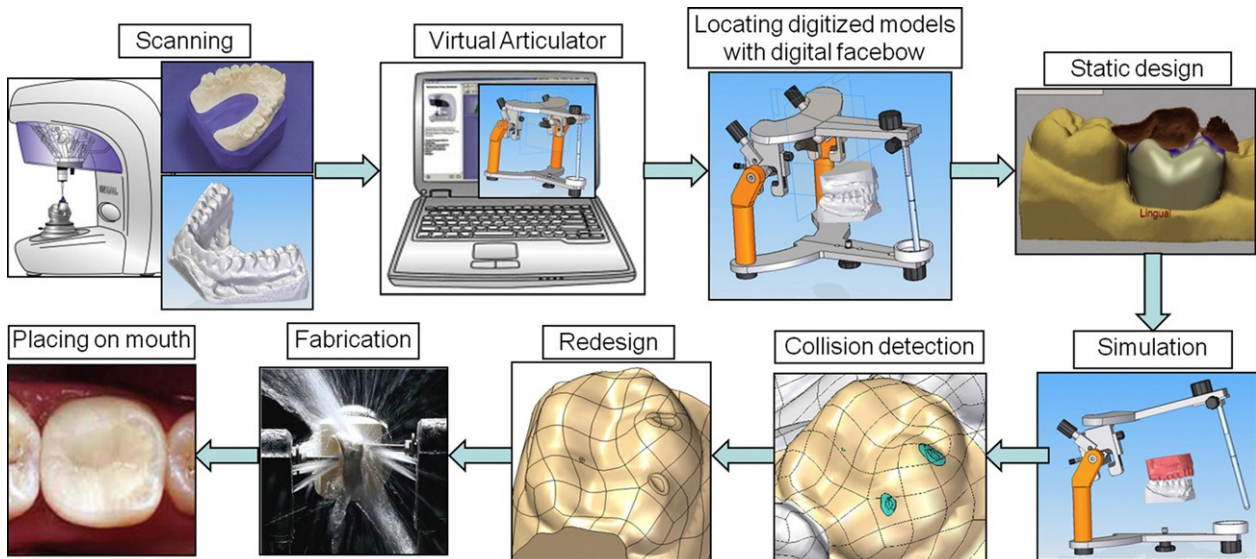 Scanning
Virtual Articulator
Locating digitized models
with digital facebow
Static design
Lingual
Simulation
Collision detection
Redesign
Fabrication
Placing on mouth